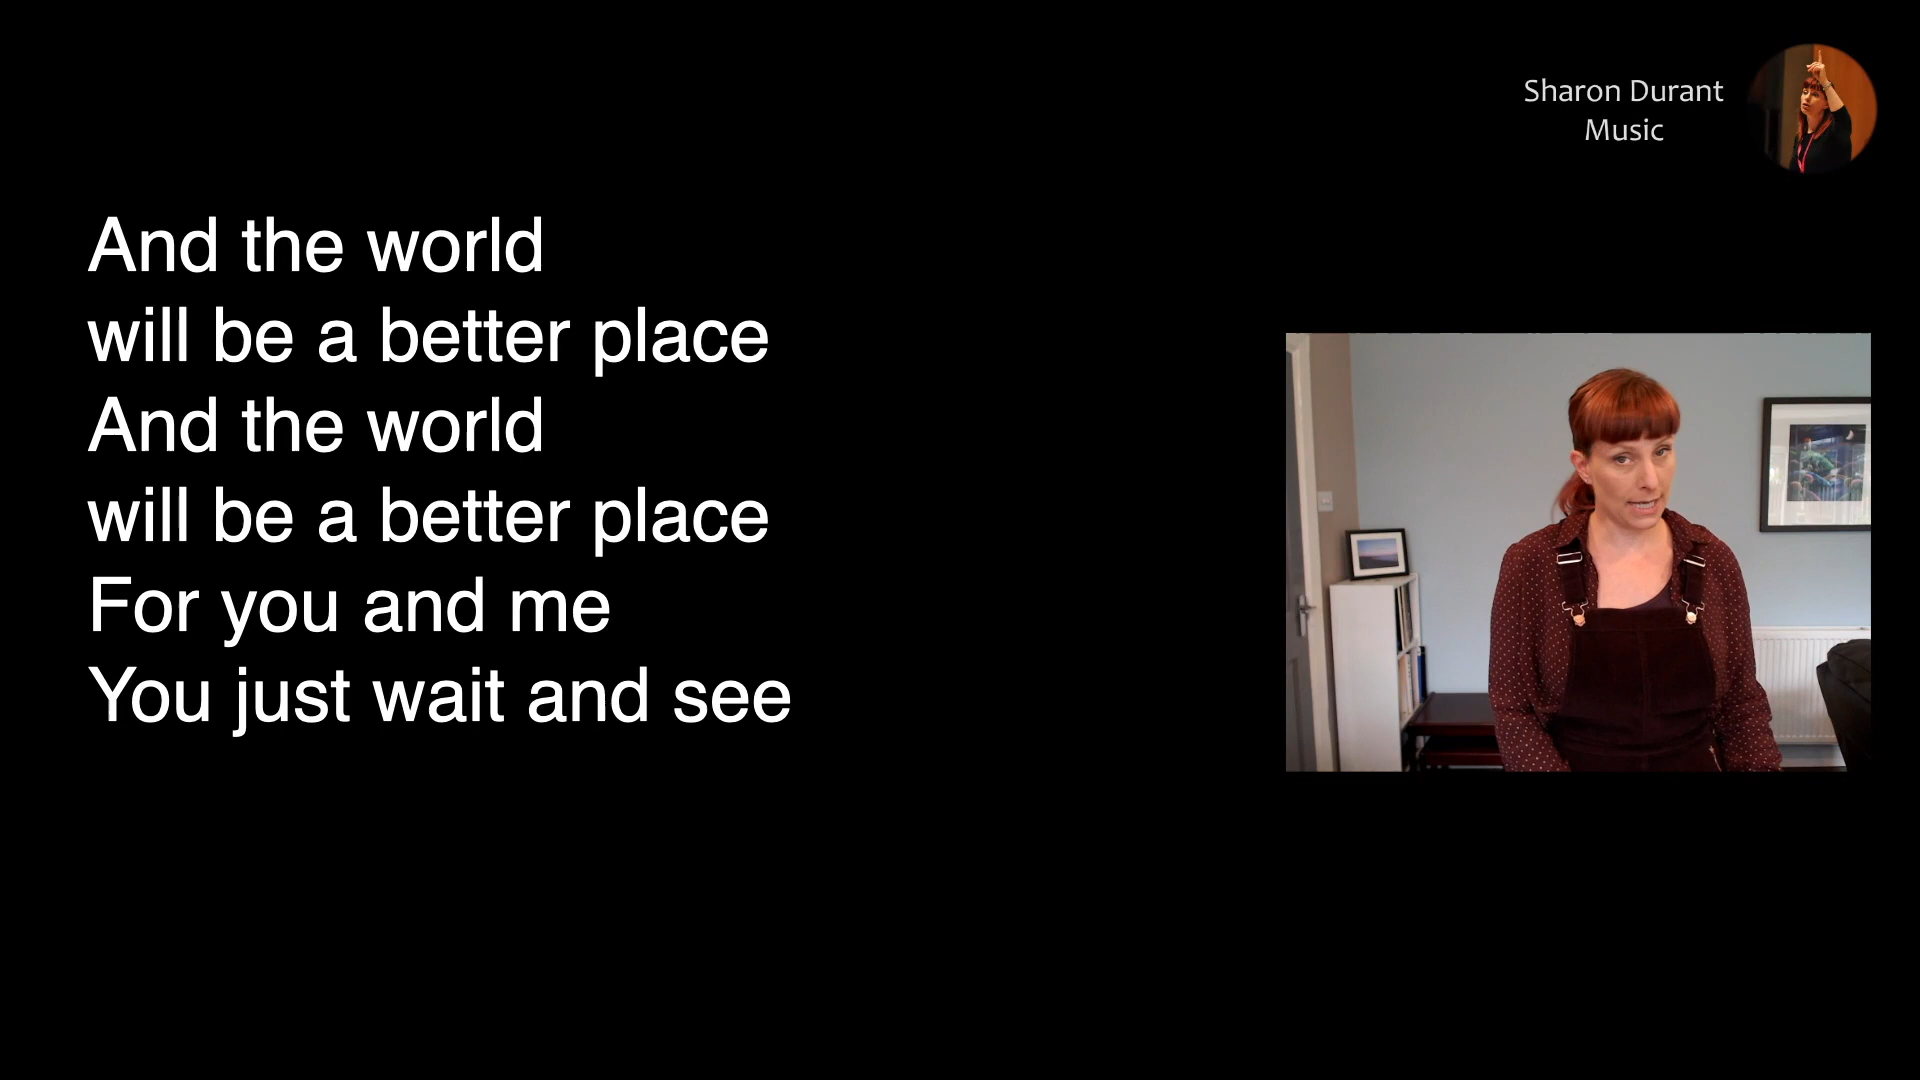 Sharon Durant
Music
And the world
will be a better place
And the world
will be a better place
For you and me
You just wait and see